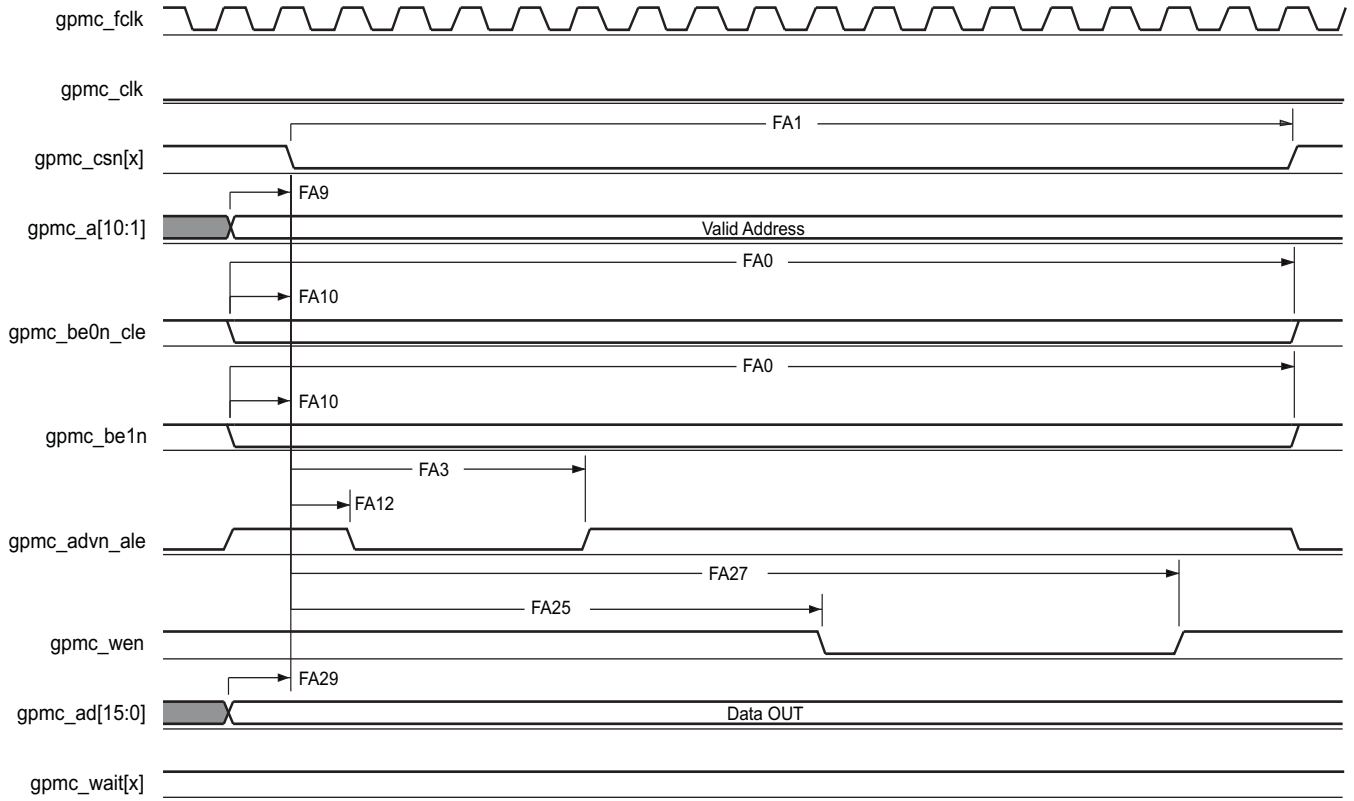 gpmc_fclk
gpmc_clk
FA1
gpmc_csn[x]
FA9
gpmc_a[10:1]
Valid Address
FA0
FA10
gpmc_be0n_cle
FA0
FA10
gpmc_be1n
FA3
FA12
gpmc_advn_ale
FA27
FA25
gpmc_wen
FA29
gpmc_ad[15:0]
Data OUT
gpmc_wait[x]